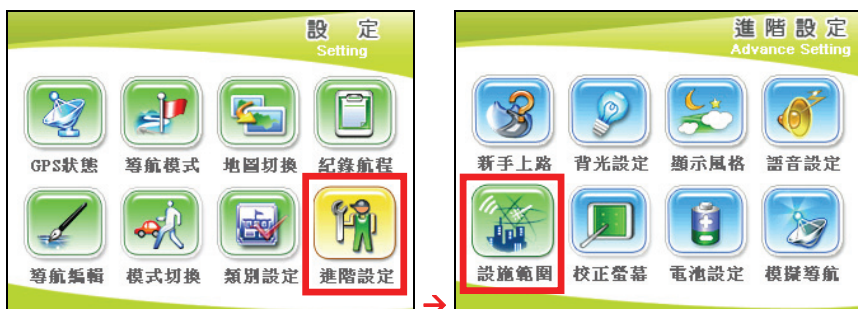 設 定
Setting
GPS狀態 導航模式 地圖切換 紀錄航程
導航編輯 模式切換 類別設定 進階設定
→
進階設定
Advance Setting
新手上路 背光設定 顯示風格 語音設定
設施範圍 校正螢幕 電池設定 模擬導航